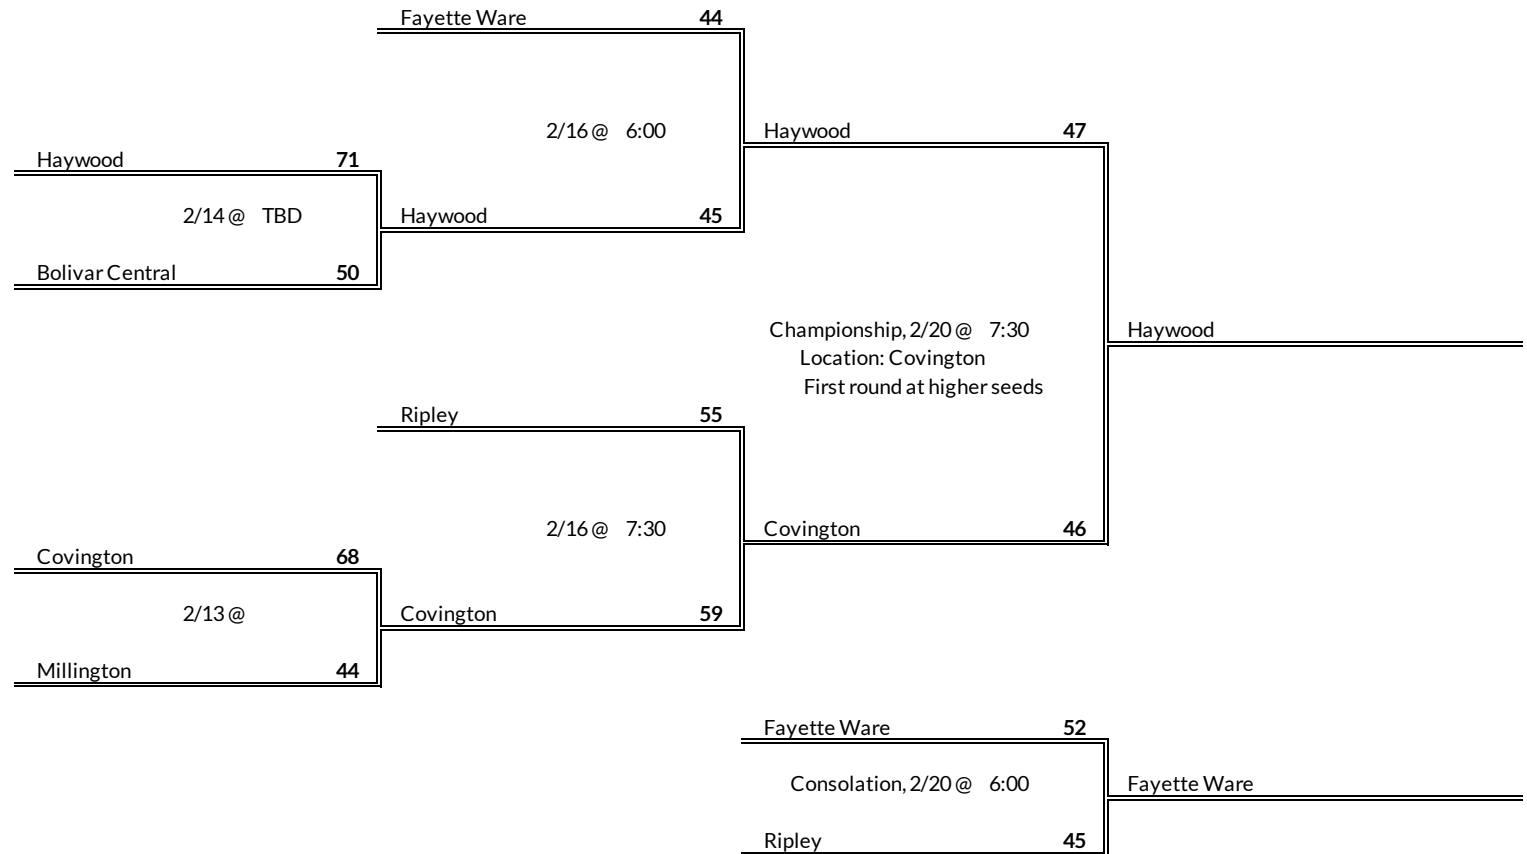 Fayette Ware 44
2/16 @ 6:00
Haywood 47
Haywood 71
2/14 @ TBD
Haywood 45
Bolivar Central 50
Championship, 2/20 @ 7:30
Haywood
Location: Covington
First round at higher seeds
Ripley 55
2/16 @ 7:30
Covington 46
Covington 68
2/13 @
Covington 59
Millington 44
Fayette Ware 52
Consolation, 2/20 @ 6:00
Fayette Ware
Ripley 45